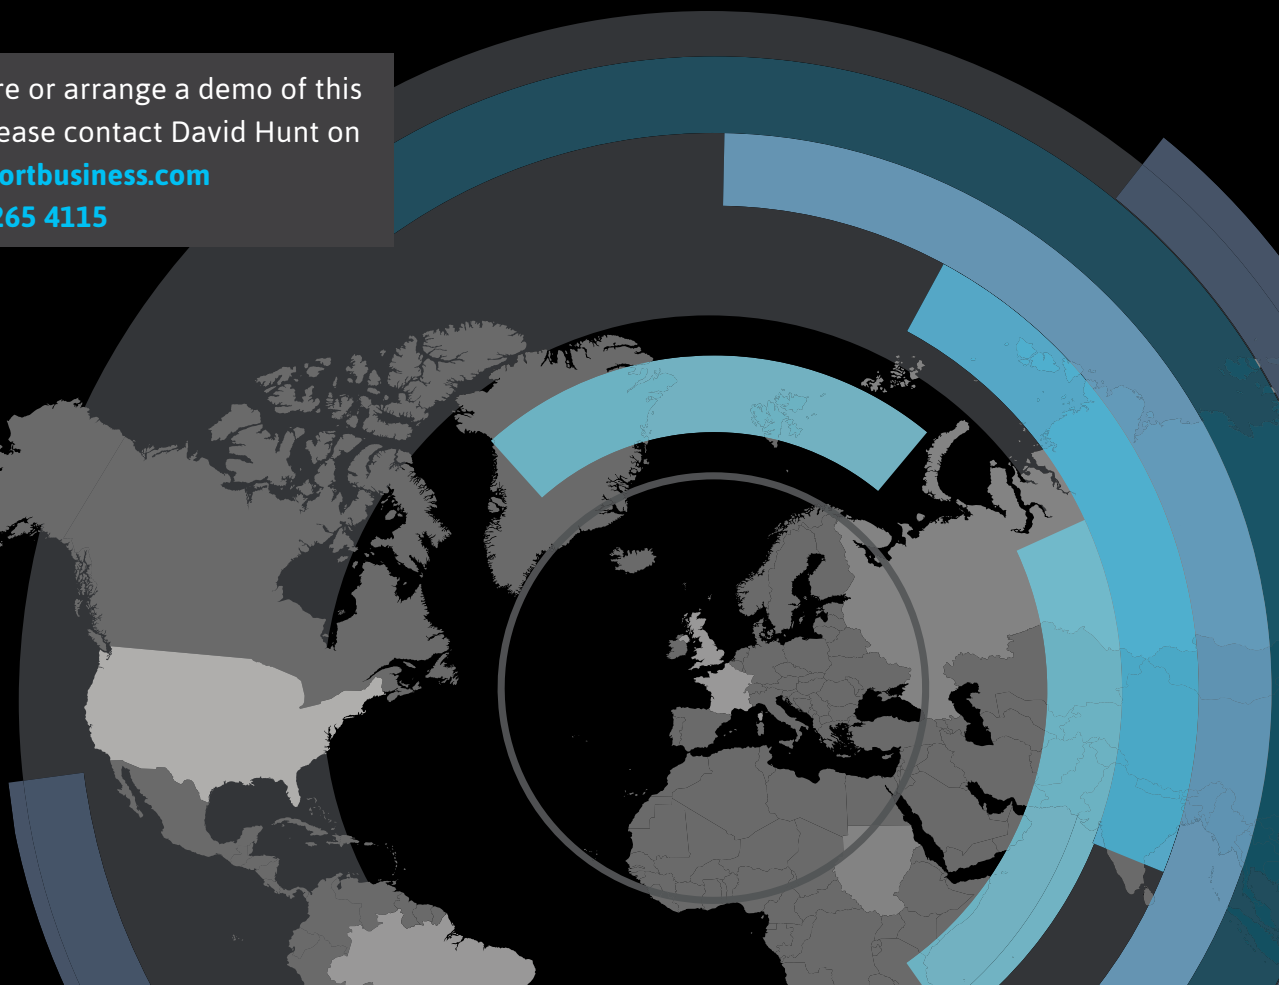 re or arrange a demo of this
ease contact David Hunt on
ortbusiness.com
265 4115